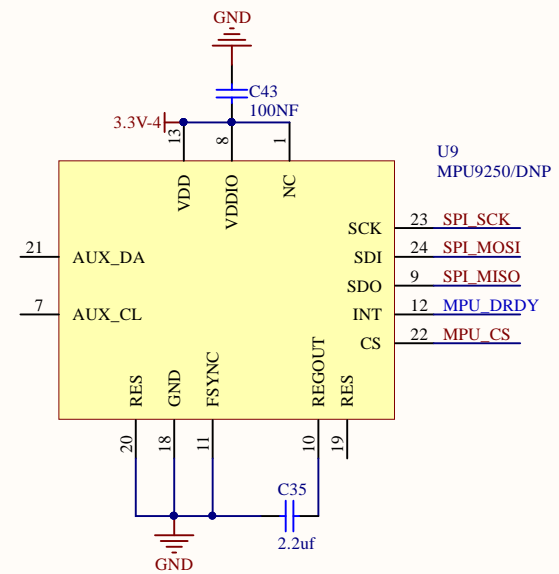 GND
C43
100NF
3.3V-4
13
8
1
U9
MPU9250/DNP
VDD
VDDIO
NC
SCK
23
SPI_SCK
21
AUX_DA
SDI
24
SPI_MOSI
SDO
9
SPI_MISO
7
AUX_CL
INT
12
MPU_DRDY
CS
22
MPU_CS
RES
GND
FSYNC
REGOUT
RES
20
18
11
10
19
C35
2.2uf
GND